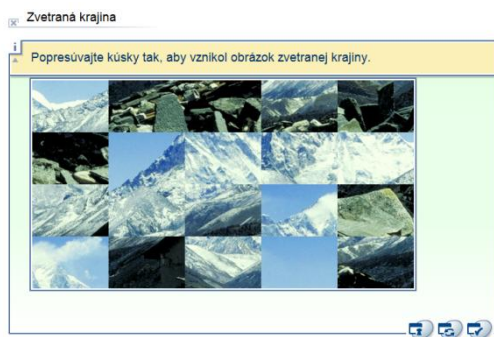 Zvetraná krajina
i
Popresúvajte kúsky tak, aby vznikol obrázok zvetranej krajiny.